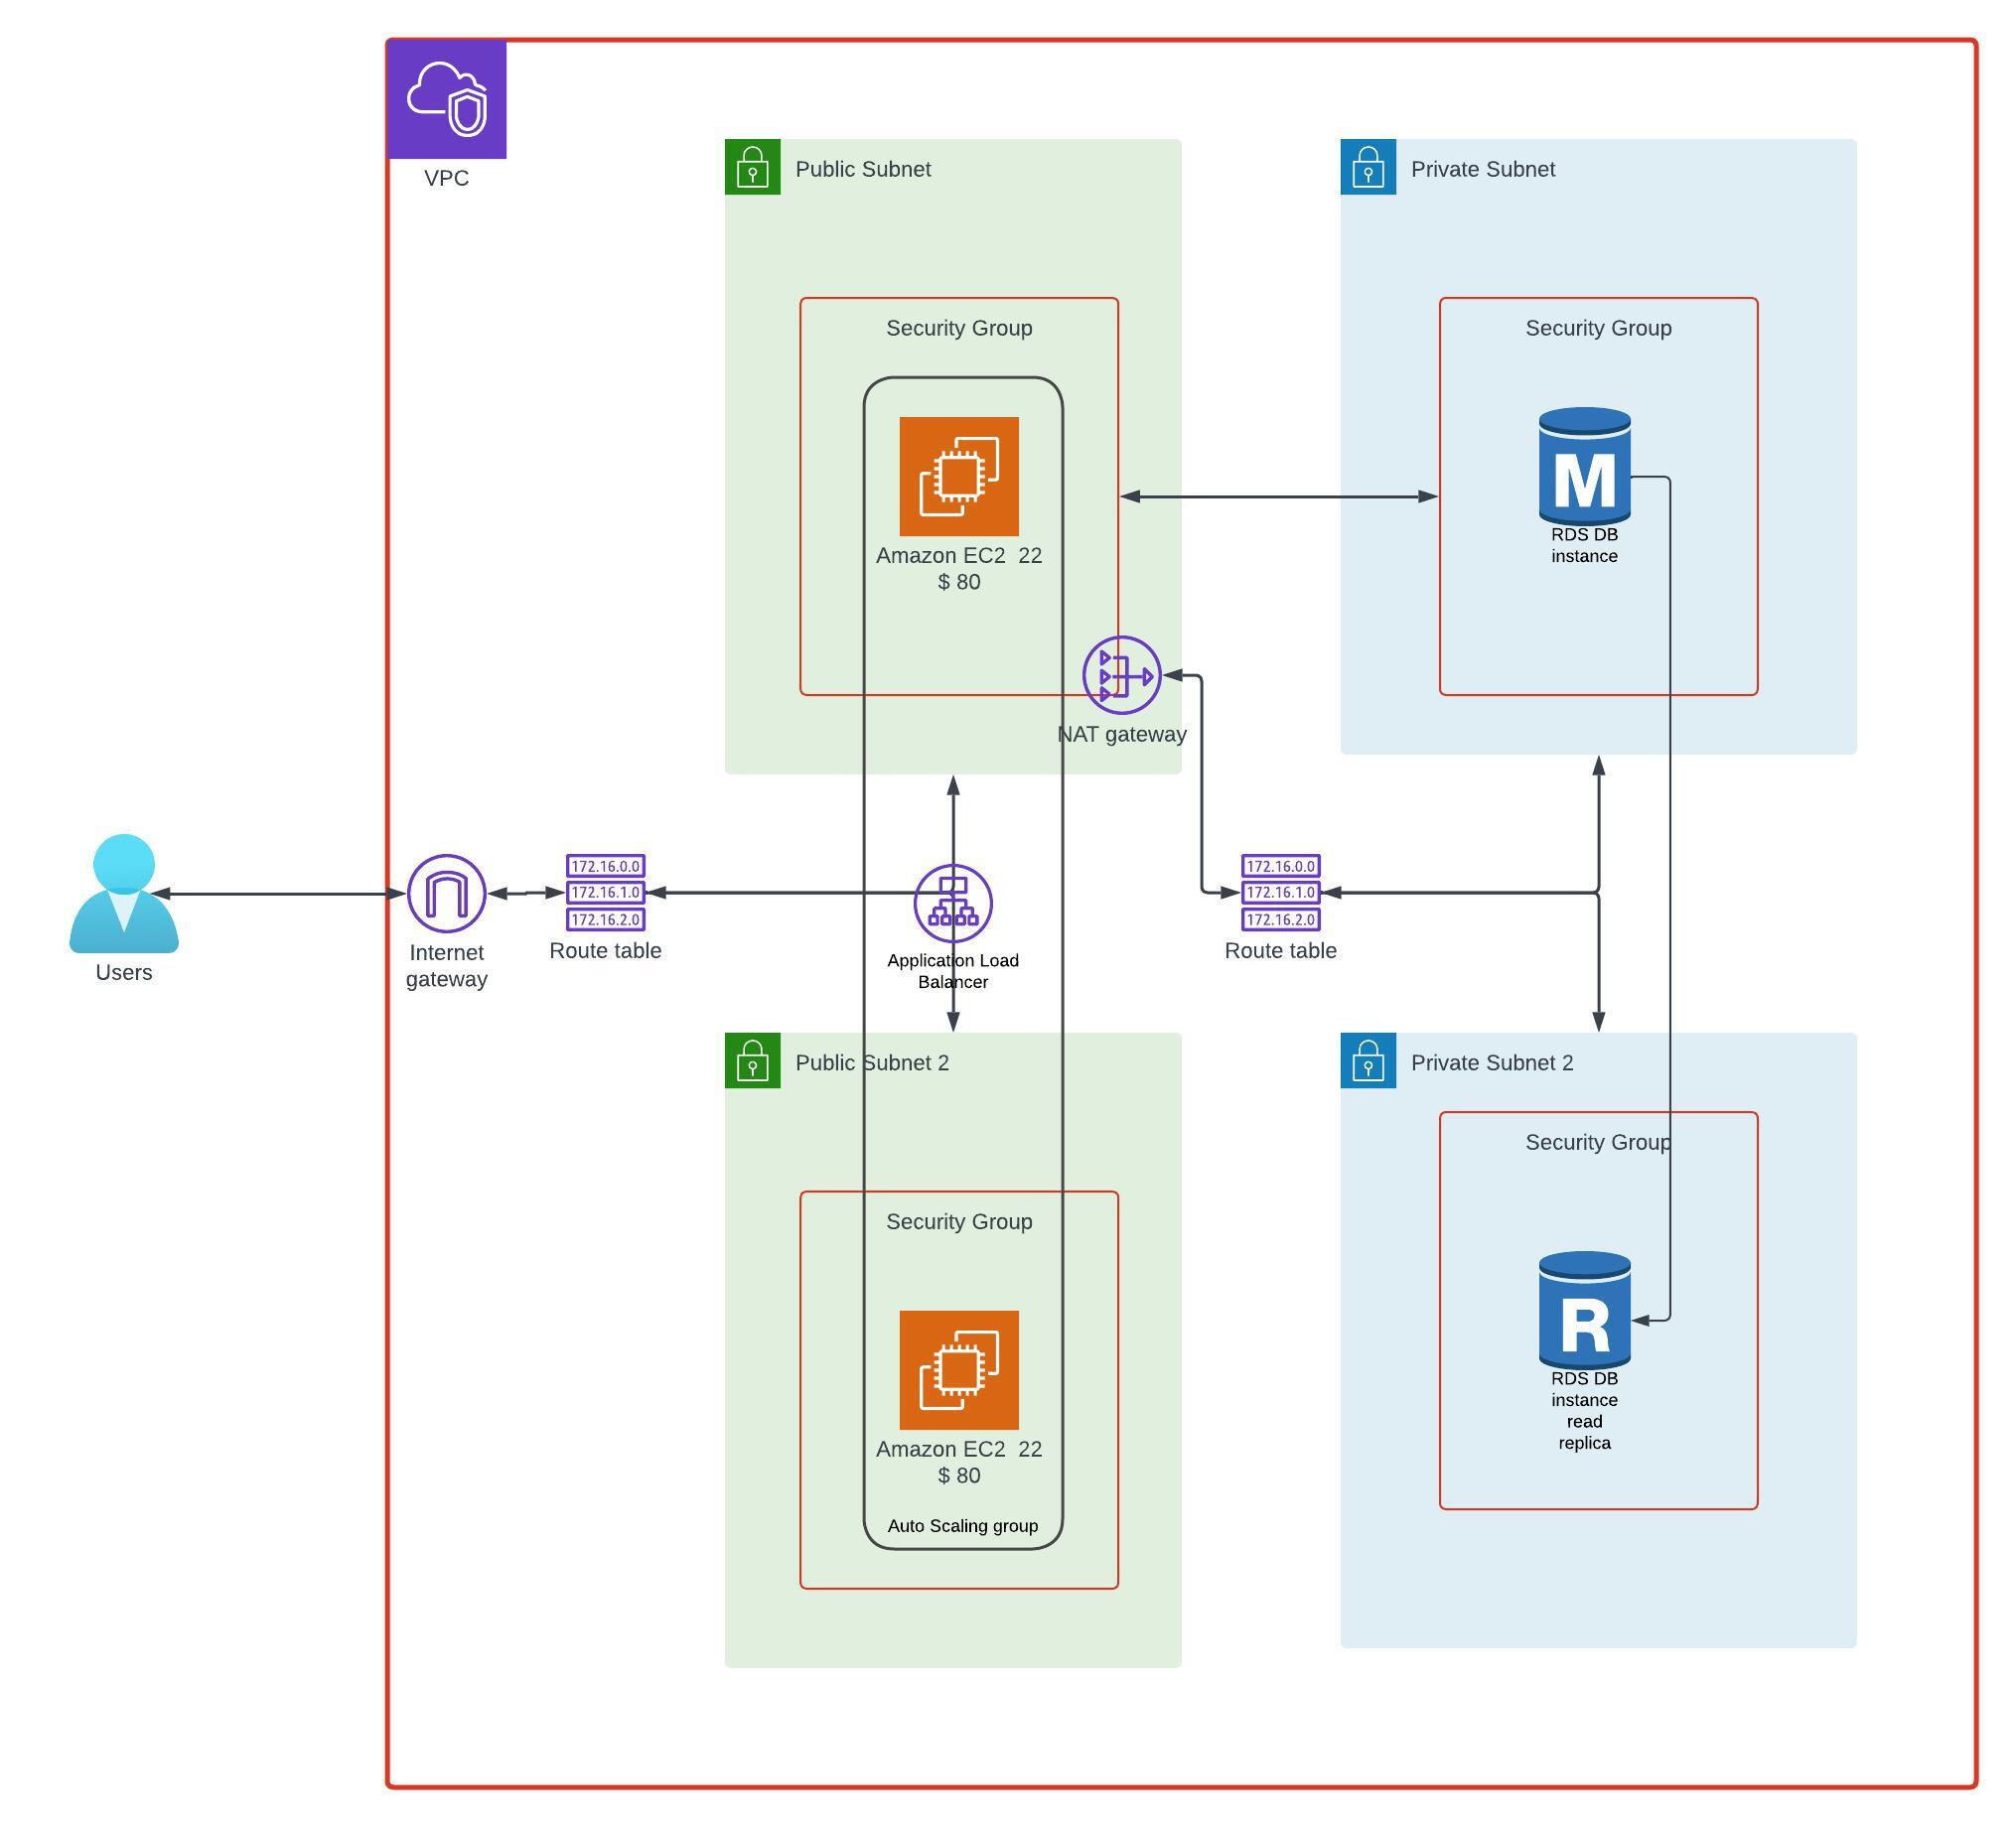 VPC
Public Subnet
Private Subnet
Security Group
Security Group
M
RDS DB
instance
Amazon EC2  22
$ 80
NAT gateway
172.16.0.0
172.16.1.0
172.16.2.0
Route table
172.16.0.0
172.16.1.0
172.16.2.0
Route table
Users
Internet
gateway
Application Load
Balancer
Public Subnet 2
Private Subnet 2
Security Group
Security Group
R
RDS DB
instance
read
replica
Amazon EC2  22
$ 80
Auto Scaling group